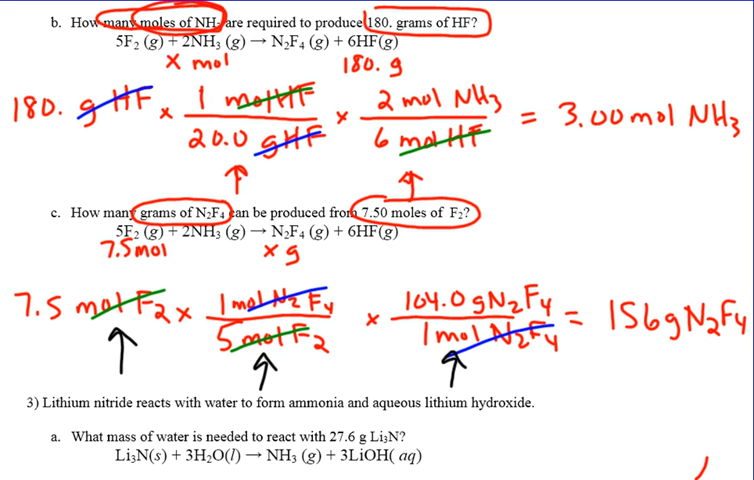 b. How many moles of NH₃ are required to produce 180. grams of HF?
5F₂ (g) + 2NH₃ (g) → N₂F₄ (g) + 6HF(g)
x mol 180. g
180. g HF x 1 mol HF / 20.0 g HF x 2 mol NH₃ / 6 mol HF = 3.00 mol NH₃
c. How many grams of N₂F₄ can be produced from 7.50 moles of F₂?
5F₂ (g) + 2NH₃ (g) → N₂F₄ (g) + 6HF(g)
7.5 mol x g
7.5 mol F₂ x 1 mol N₂F₄ / 5 mol F₂ x 104.0 g N₂F₄ / 1 mol N₂F₄ = 156 g N₂F₄
3) Lithium nitride reacts with water to form ammonia and aqueous lithium hydroxide.
a. What mass of water is needed to react with 27.6 g Li₃N?
Li₃N(s) + 3H₂O(l) → NH₃ (g) + 3LiOH( aq)